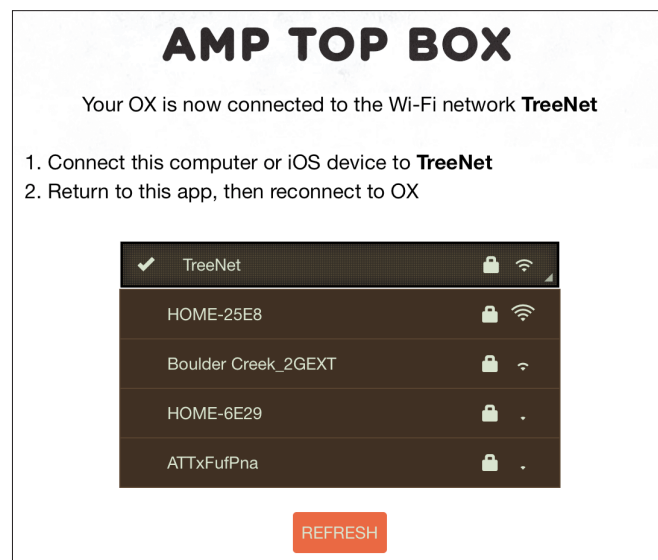 AMP TOP BOX
Your OX is now connected to the Wi-Fi network TreeNet
1. Connect this computer or iOS device to TreeNet
2. Return to this app, then reconnect to OX
TreeNet
HOME-25E8
Boulder Creek_2GEXT
HOME-6E29
ATTxFufPna
REFRESH